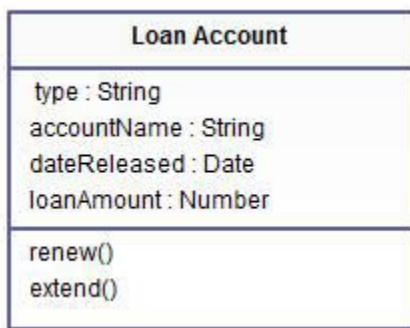 Loan Account
type : String
accountName : String
dateReleased : Date
loanAmount : Number
renew()
extend()